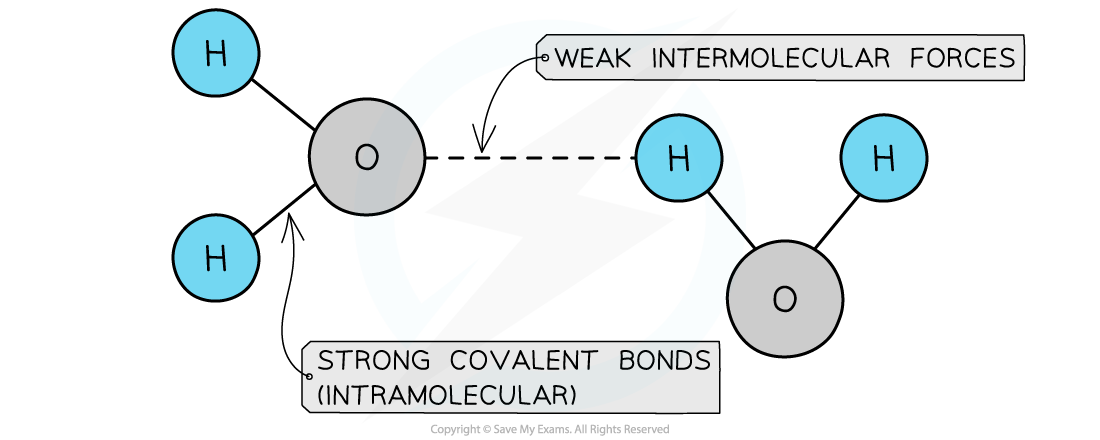 H
WEAK INTERMOLECULAR FORCES
O
H
H
H
O
STRONG COVALENT BONDS
(INTRAMOLECULAR)
Copyright © Save My Exams. All Rights Reserved